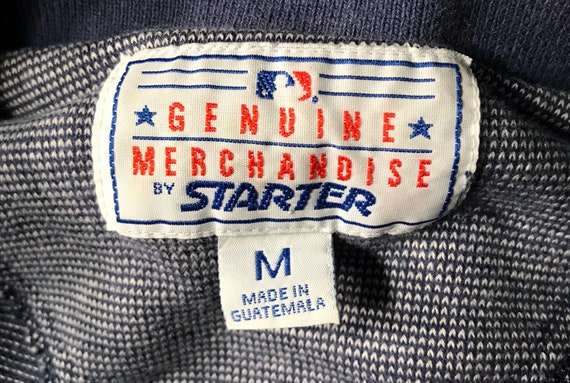 GENUINE
MERCHANDISE
BY STARTER
M
MADE IN
GUATEMALA